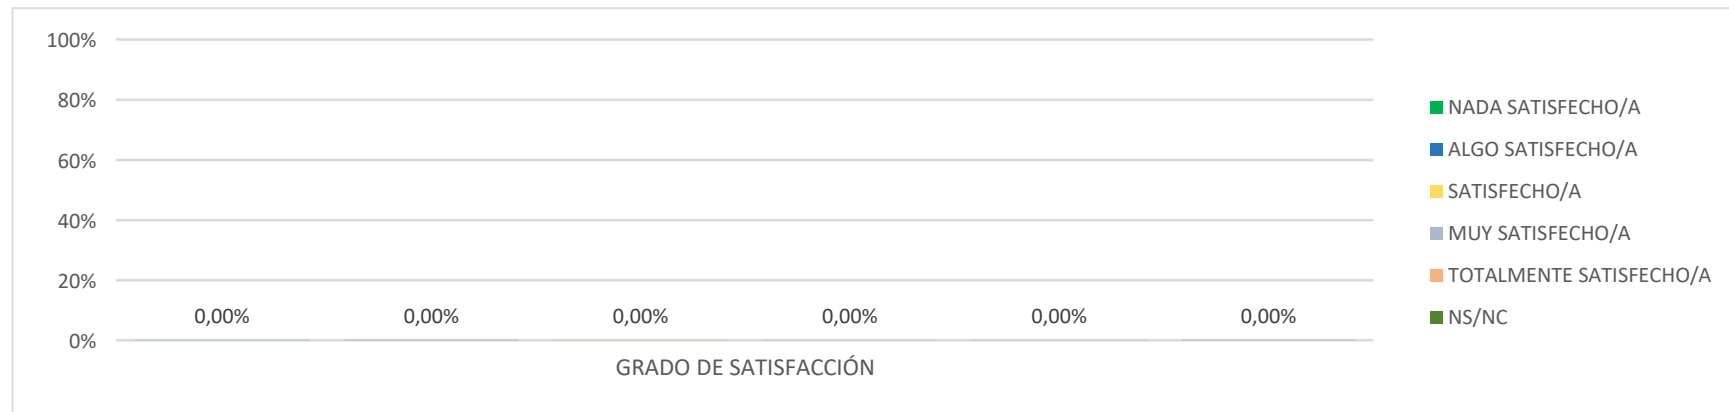 100%
80%
60%
40%
20%
0%
0,00% 0,00% 0,00% 0,00% 0,00% 0,00%
GRADO DE SATISFACCIÓN
NADA SATISFECHO/A
ALGO SATISFECHO/A
SATISFECHO/A
MUY SATISFECHO/A
TOTALMENTE SATISFECHO/A
NS/NC